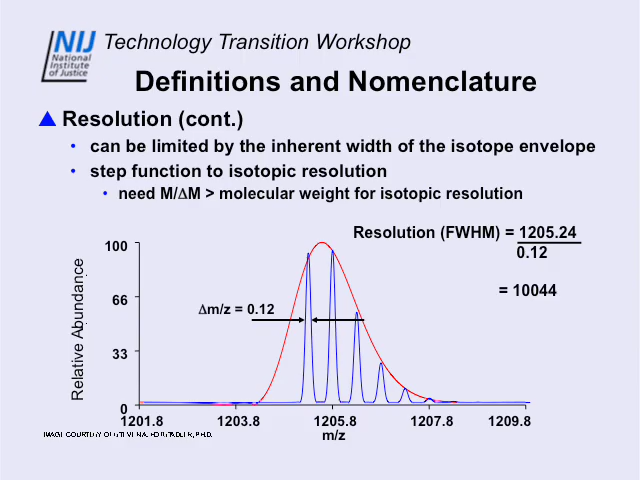 NIJ
National
Institute
of Justice
Technology Transition Workshop
Definitions and Nomenclature
Resolution (cont.)
• can be limited by the inherent width of the isotope envelope
• step function to isotopic resolution
• need M/ΔM > molecular weight for isotopic resolution
Resolution (FWHM) = 1205.24
0.12
= 10044
Δm/z = 0.12
Relative Abundance
100
66
33
0
1201.8 1203.8 1205.8 1207.8 1209.8
m/z